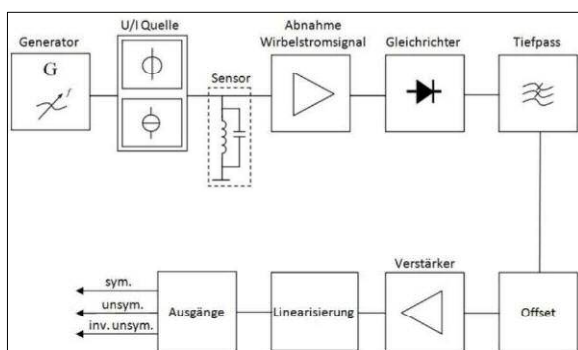 U/I Quelle
Abnahme
Wirbelstromsignal
Generator
Gleichrichter
Tiefpass
G
f
Sensor
sym.
unsym.
inv. unsym.
Ausgänge
Linearisierung
Verstärker
Offset